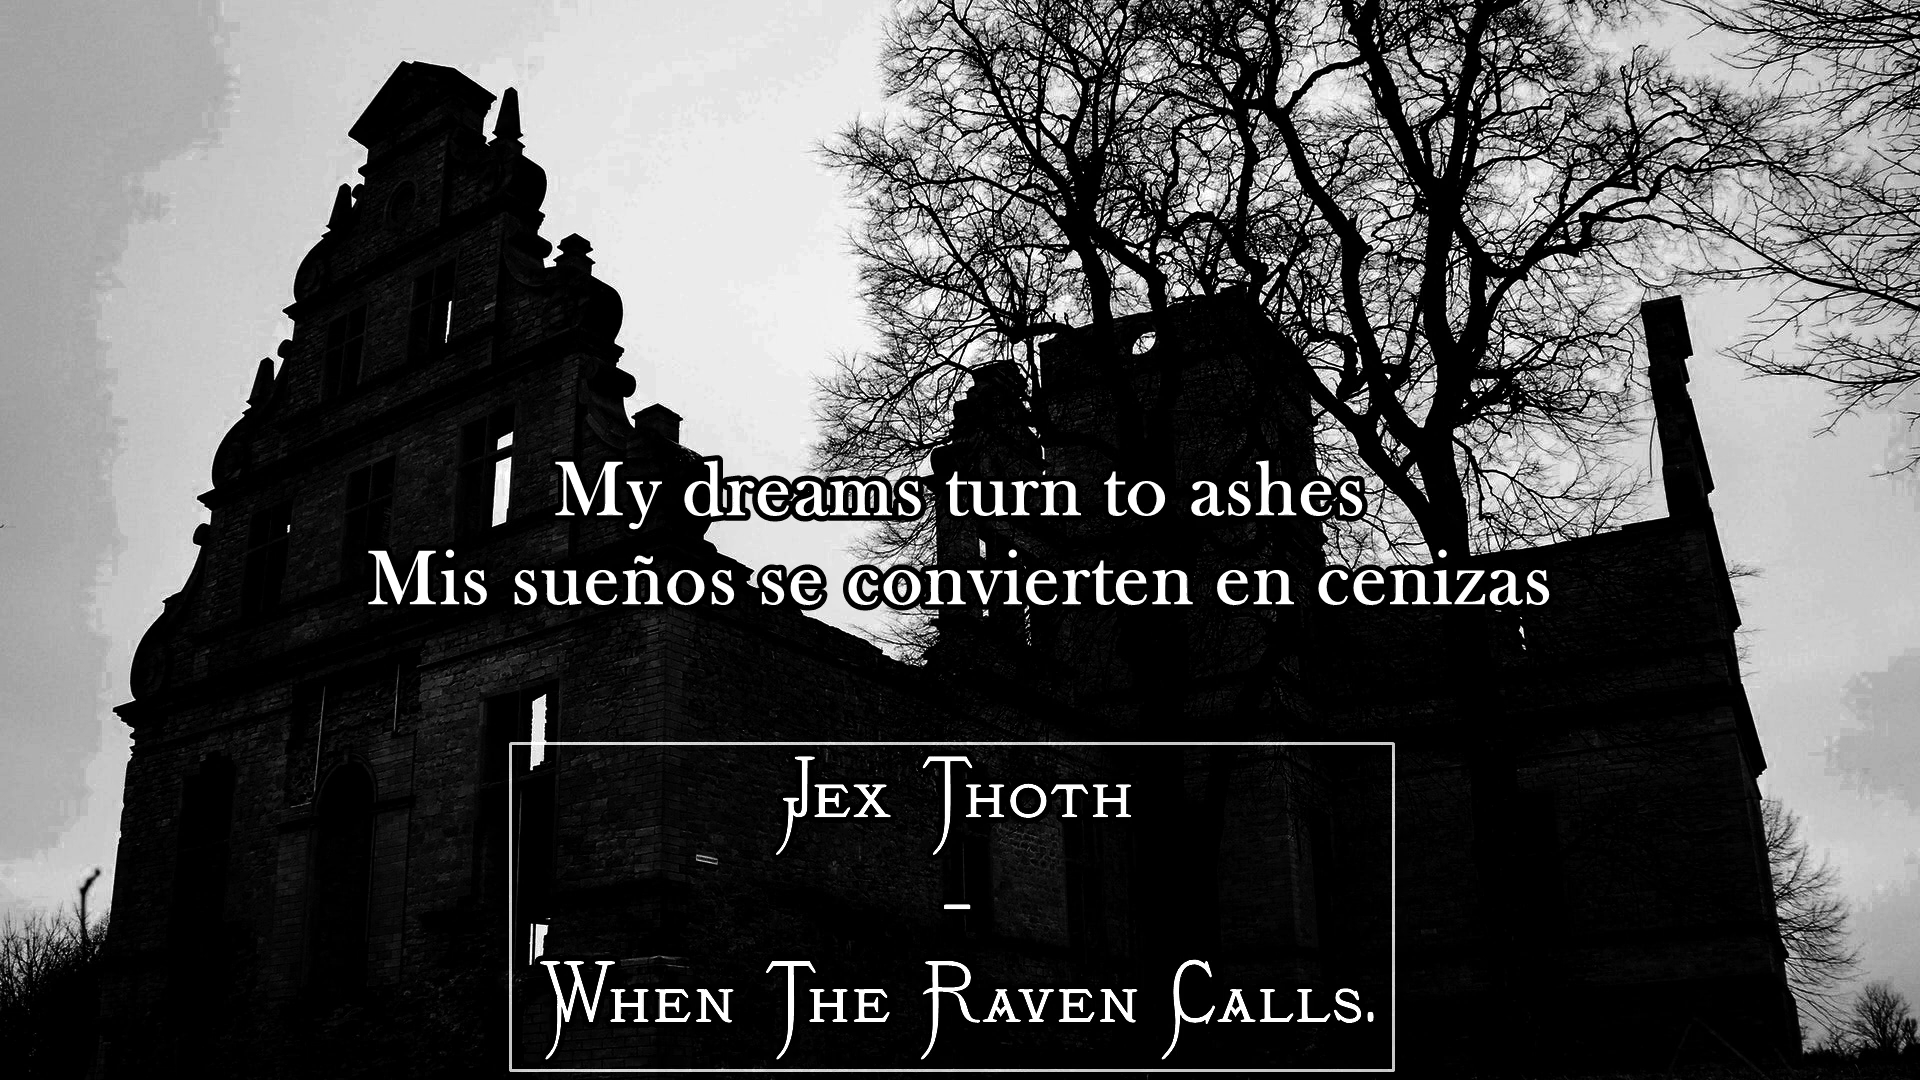 My dreams turn to ashes
Mis sueños se convierten en cenizas
Jex Thoth
-
When The Raven Calls.